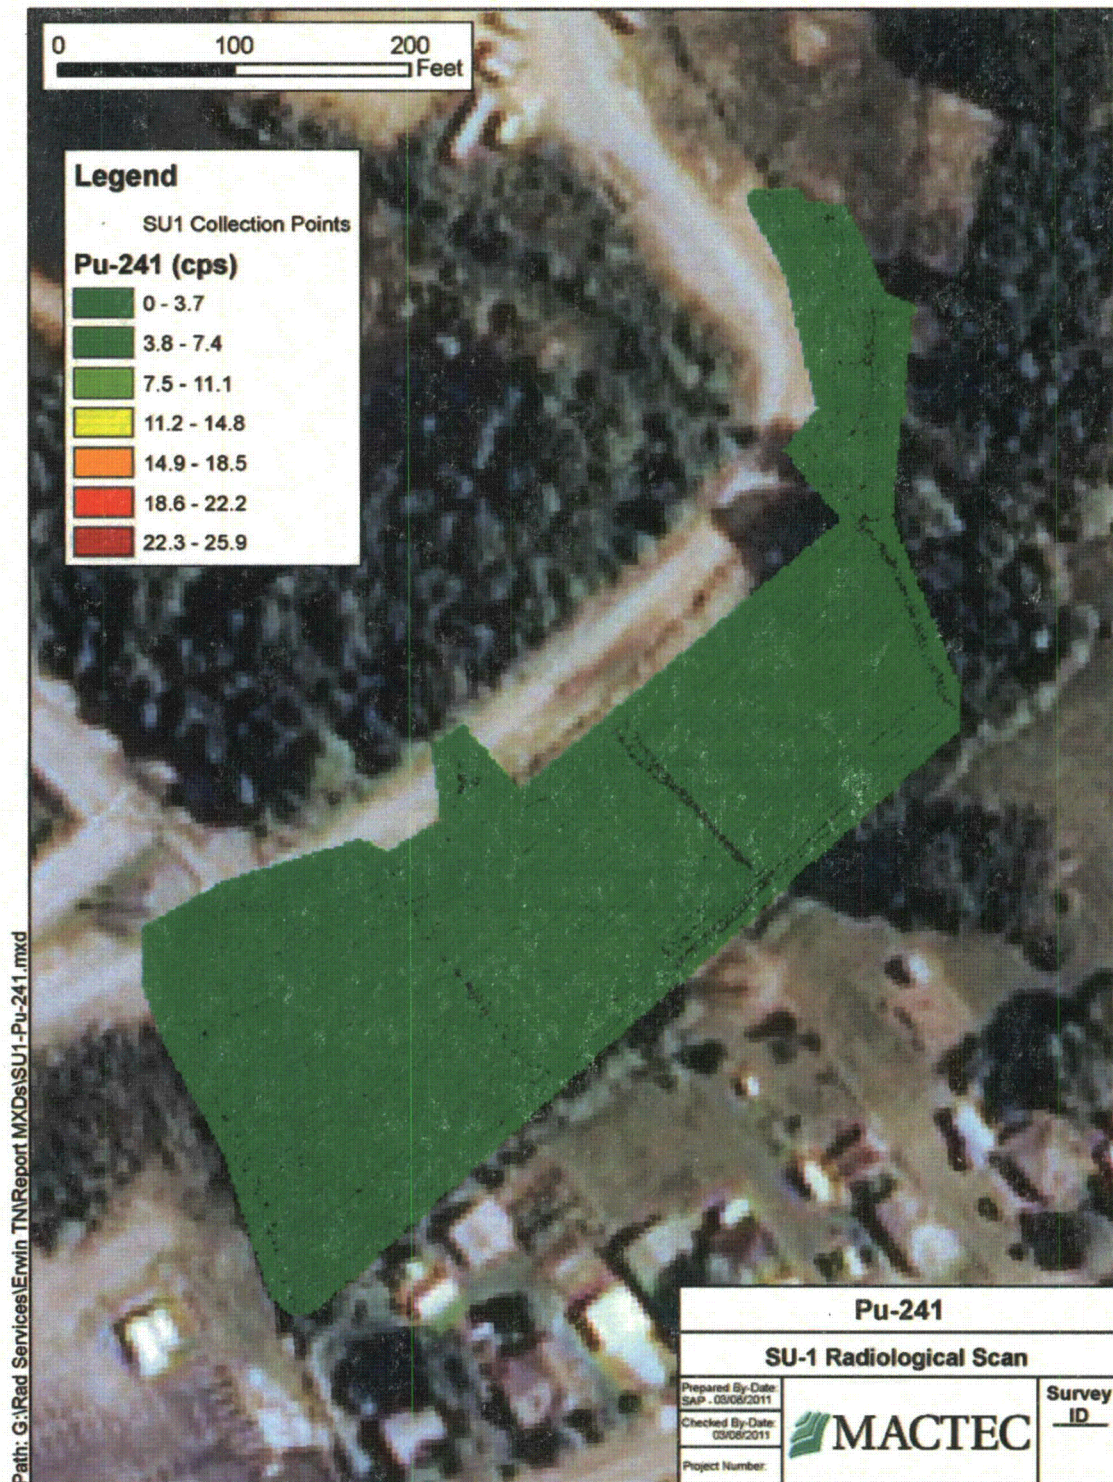 0 100 200
Feet
Legend
SU1 Collection Points
Pu-241 (cps)
0 - 3.7
3.8 - 7.4
7.5 - 11.1
11.2 - 14.8
14.9 - 18.5
18.6 - 22.2
22.3 - 25.9
Path: G:\Rad Services\Erwin TN\Report MXDs\SU1-Pu-241.mxd
Pu-241
SU-1 Radiological Scan
Prepared By-Date:
SAP - 03/08/2011
Checked By-Date:
03/08/2011
Project Number:
MACTEC
Survey
ID